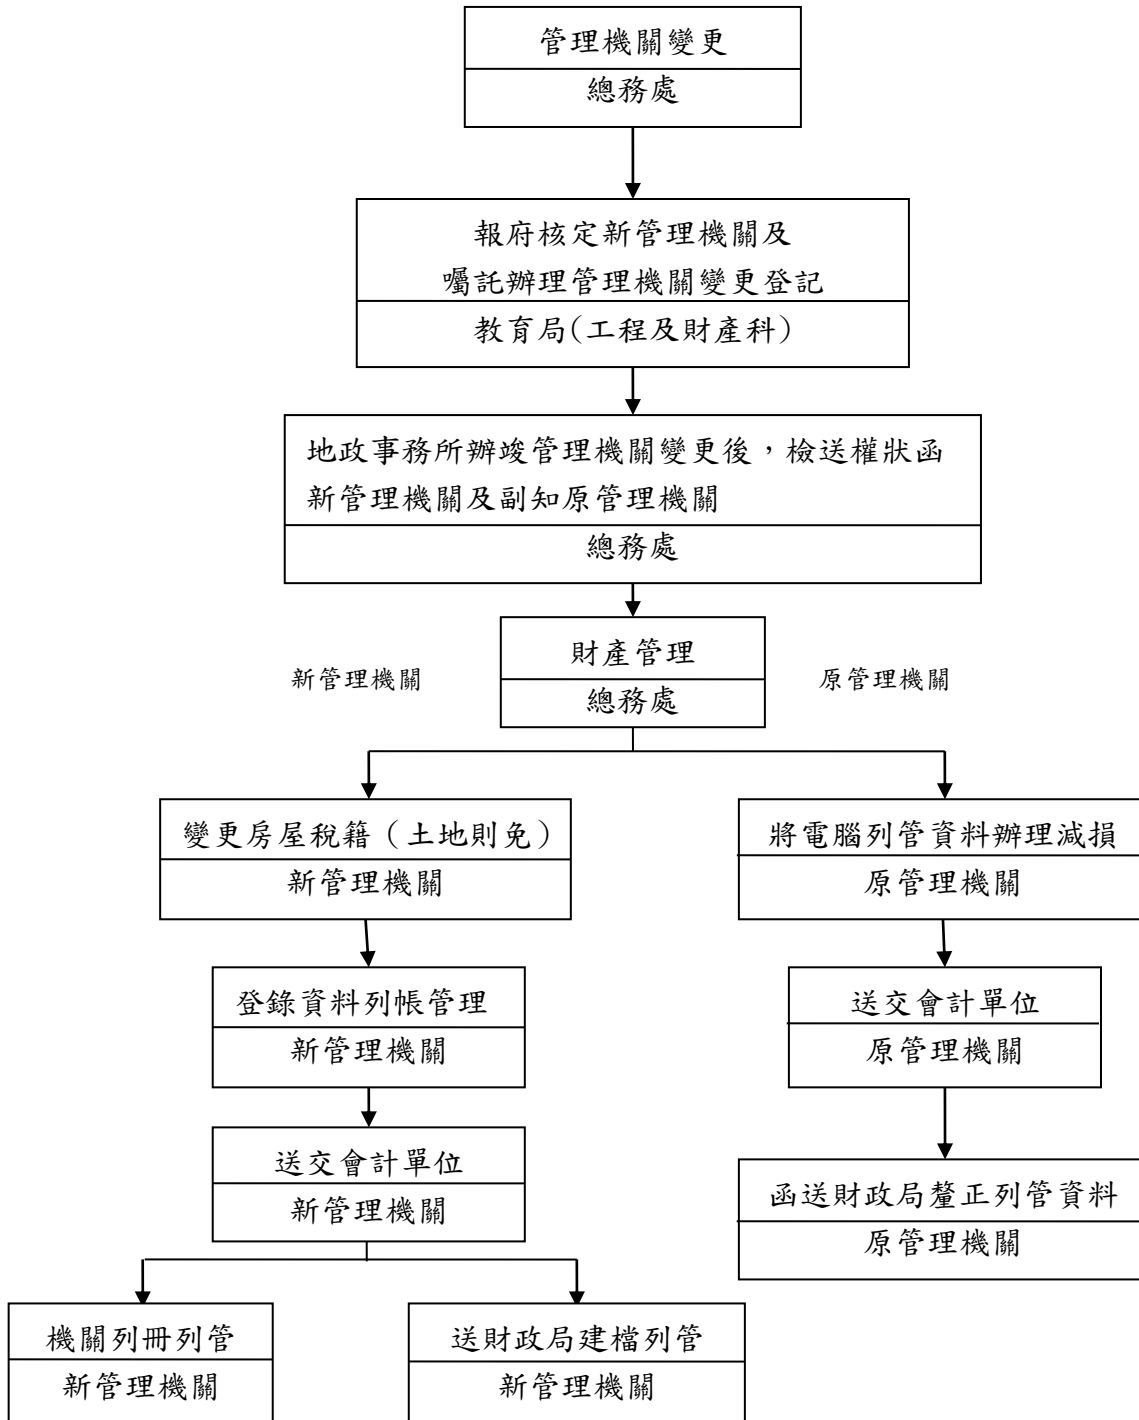 管理機關變更
總務處
報府核定新管理機關及
囑託辦理管理機關變更登記
教育局(工程及財產科)
地政事務所辦竣管理機關變更後，檢送權狀函
新管理機關及副知原管理機關
總務處
財產管理
總務處
新管理機關
原管理機關
變更房屋稅籍（土地則免）
新管理機關
將電腦列管資料辦理減損
原管理機關
登錄資料列帳管理
新管理機關
送交會計單位
原管理機關
送交會計單位
新管理機關
函送財政局釐正列管資料
原管理機關
機關列冊列管
新管理機關
送財政局建檔列管
新管理機關